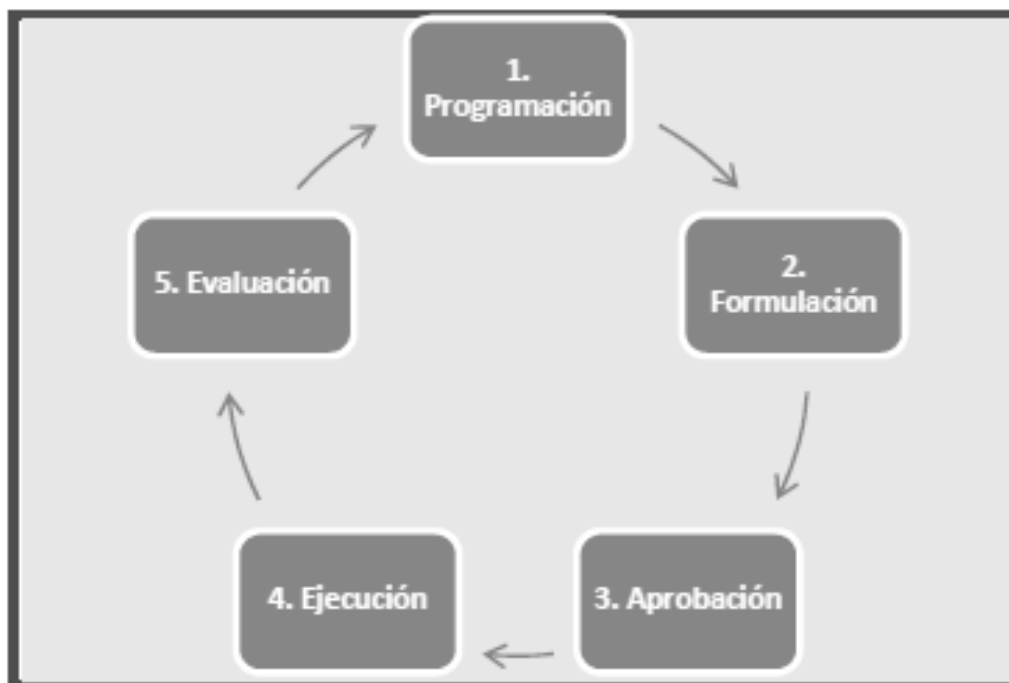 1.
Programación
2.
Formulación
3. Aprobación
4. Ejecución
5. Evaluación